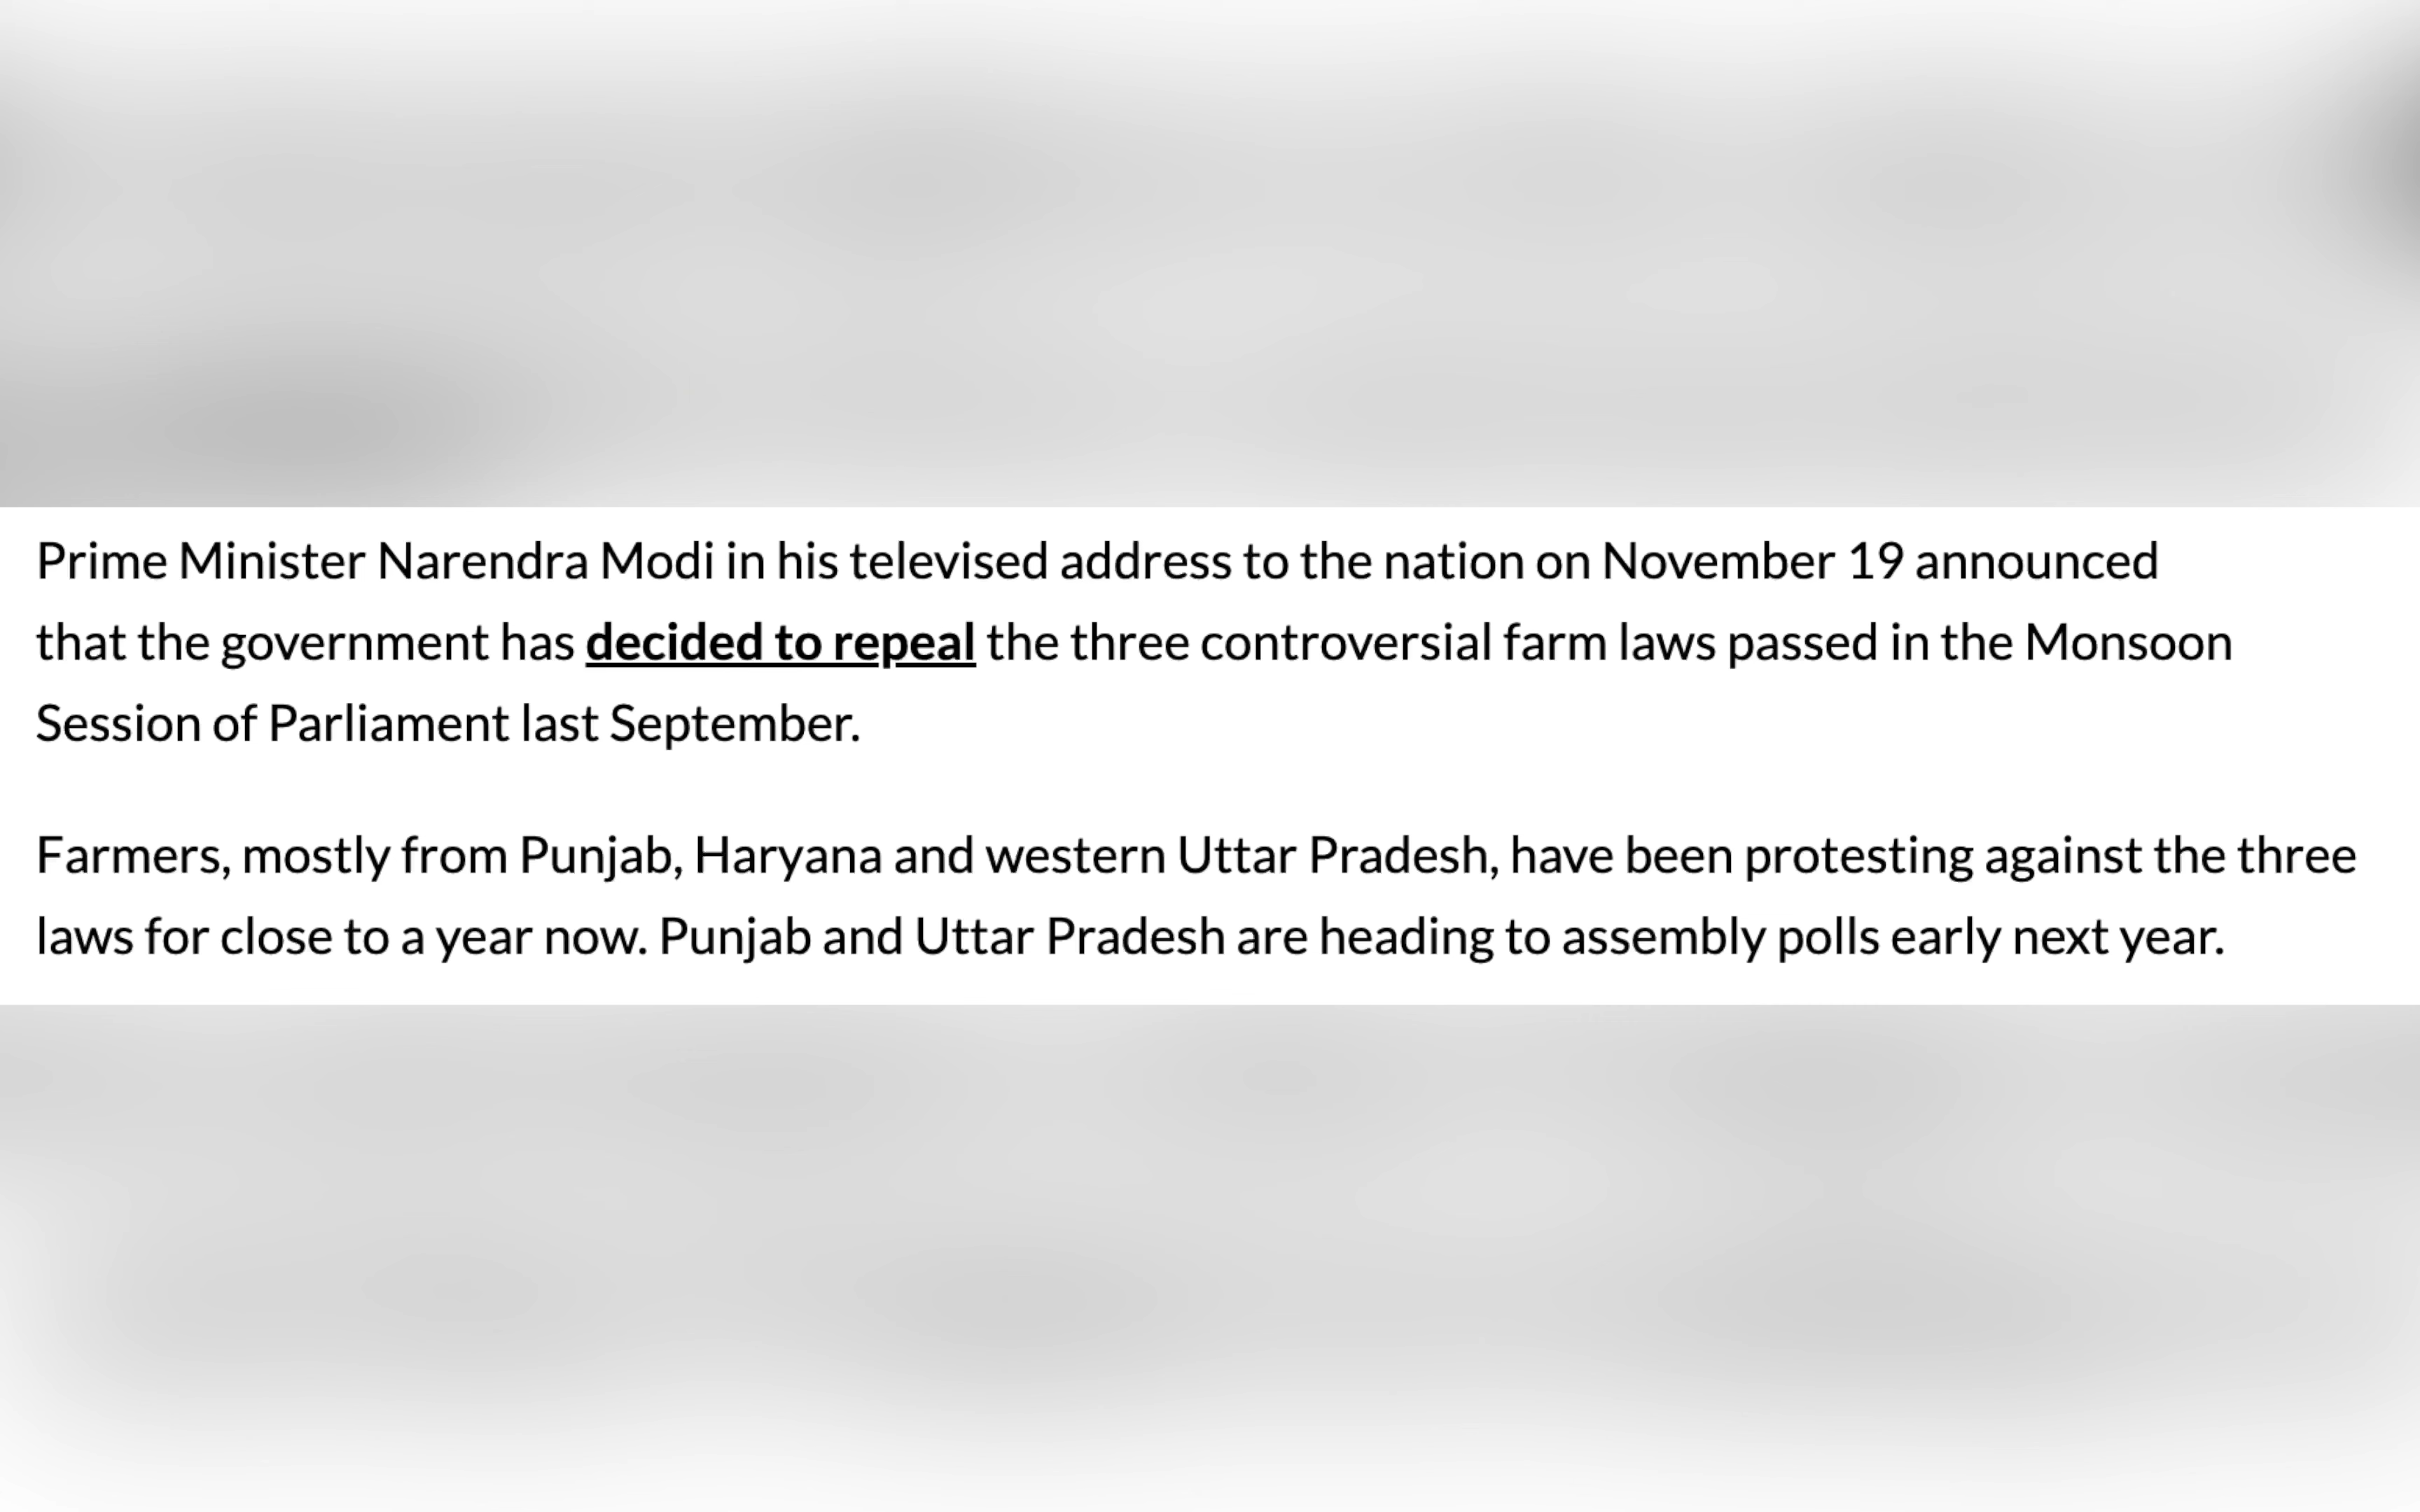 Prime Minister Narendra Modi in his televised address to the nation on November 19 announced
that the government has decided to repeal the three controversial farm laws passed in the Monsoon
Session of Parliament last September.
Farmers, mostly from Punjab, Haryana and western Uttar Pradesh, have been protesting against the three
laws for close to a year now. Punjab and Uttar Pradesh are heading to assembly polls early next year.